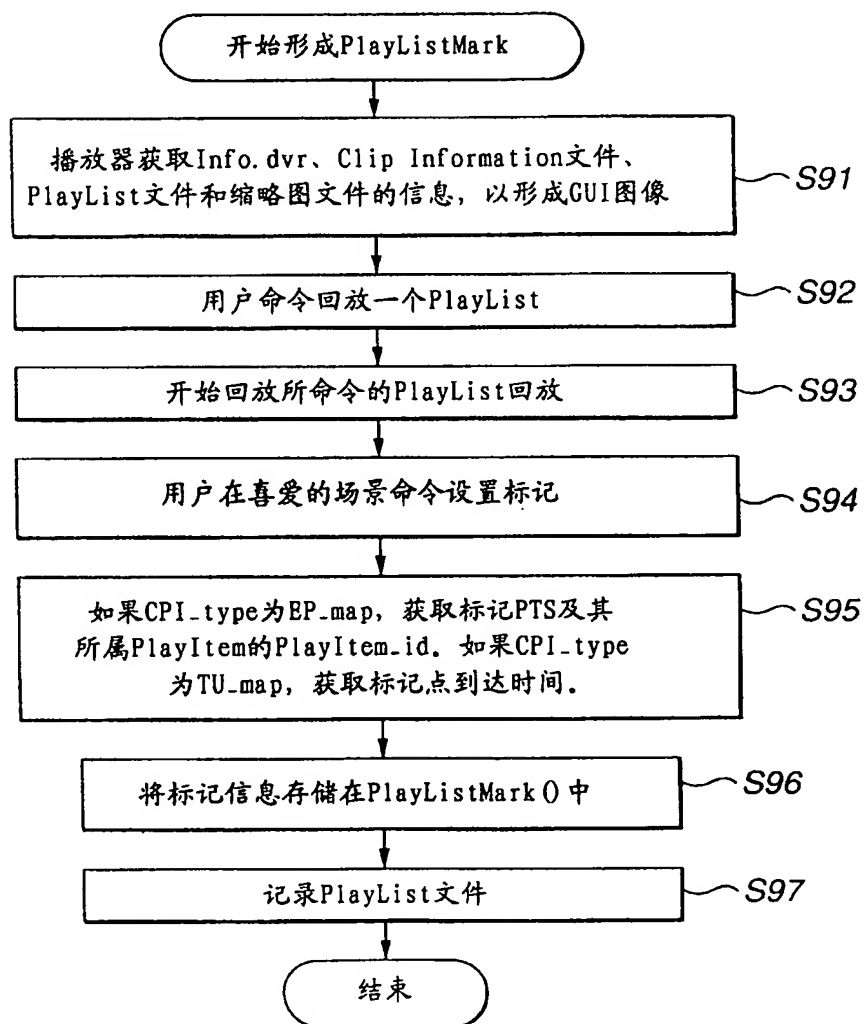 开始形成PlayListMark
播放器获取Info.dvr、Clip Information文件、
PlayList文件和缩略图文件的信息，以形成GUI图像
S91
用户命令回放一个PlayList
S92
开始回放所命令的PlayList回放
S93
用户在喜爱的场景命令设置标记
S94
如果CPI_type为EP_map，获取标记PTS及其
所属PlayItem的PlayItem_id。如果CPI_type
为TU_map，获取标记点到达时间。
S95
将标记信息存储在PlayListMark()中
S96
记录PlayList文件
S97
结束